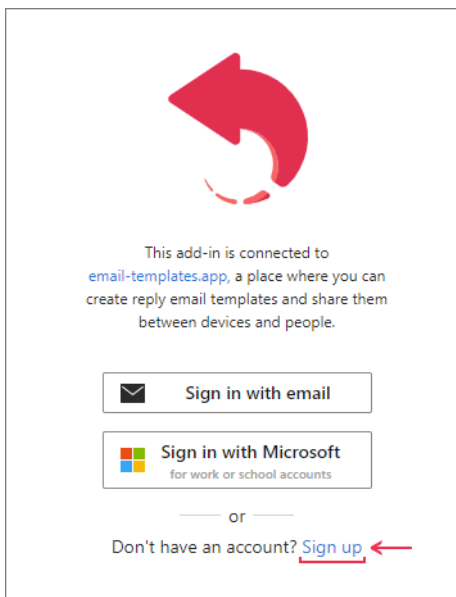 This add-in is connected to
email-templates.app, a place where you can
create reply email templates and share them
between devices and people.
Sign in with email
Sign in with Microsoft
for work or school accounts
or
Don't have an account? Sign up